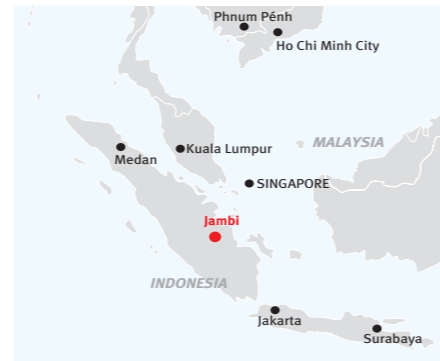 Phnum Pénh
Ho Chi Minh City
MALAYSIA
Kuala Lumpur
Medan
SINGAPORE
Jambi
INDONESIA
Jakarta
Surabaya